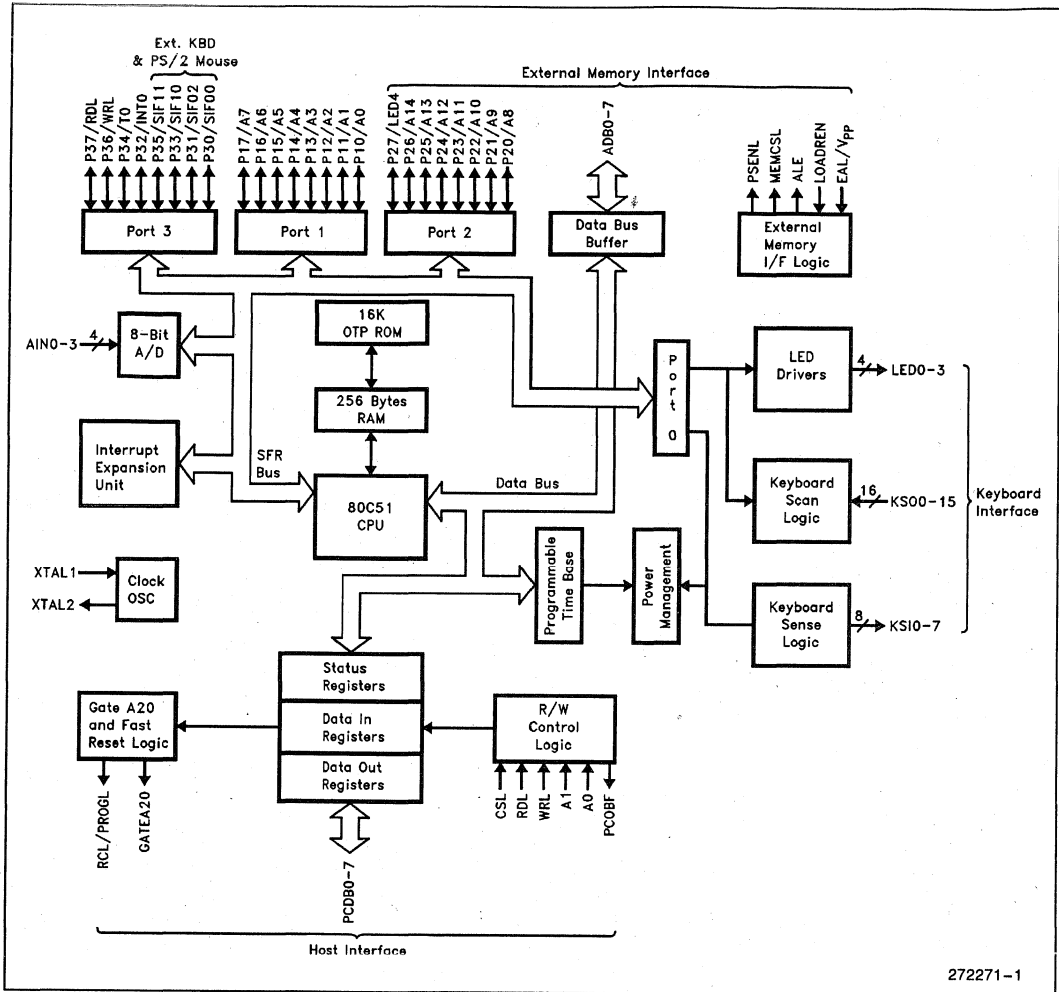 Ext. KBD
& PS/2 Mouse
External Memory Interface
P37/RDL
P36/WRL
P34/T0
P32/INT0
P35/SIF11
P33/SIF10
P31/SIF02
P30/SIF00
P17/A7
P16/A6
P15/A5
P14/A4
P13/A3
P12/A2
P11/A1
P10/A0
P27/LED4
P26/A14
P25/A13
P24/A12
P23/A11
P22/A10
P21/A9
P20/A8
ADB0-7
PSENL
MEMCSL
ALE
LOADREN
EAL/VPP
Port 3
Port 1
Port 2
Data Bus
Buffer
External
Memory
I/F Logic
AIN0-3
4
8-Bit
A/D
16K
OTP ROM
256 Bytes
RAM
Port 0
LED
Drivers
4
LED0-3
Interrupt
Expansion
Unit
SFR
Bus
80C51
CPU
Data Bus
Keyboard
Scan
Logic
16
KSO0-15
Keyboard
Interface
XTAL1
XTAL2
Clock
OSC
Programmable
Time Base
Power
Management
Keyboard
Sense
Logic
8
KSI0-7
Status
Registers
Data In
Registers
Data Out
Registers
Gate A20
and Fast
Reset Logic
R/W
Control
Logic
RCL/PROGL
GATEA20
CSL
RDL
WRL
A1
A0
PCOBF
PCDB0-7
Host Interface
272271-1